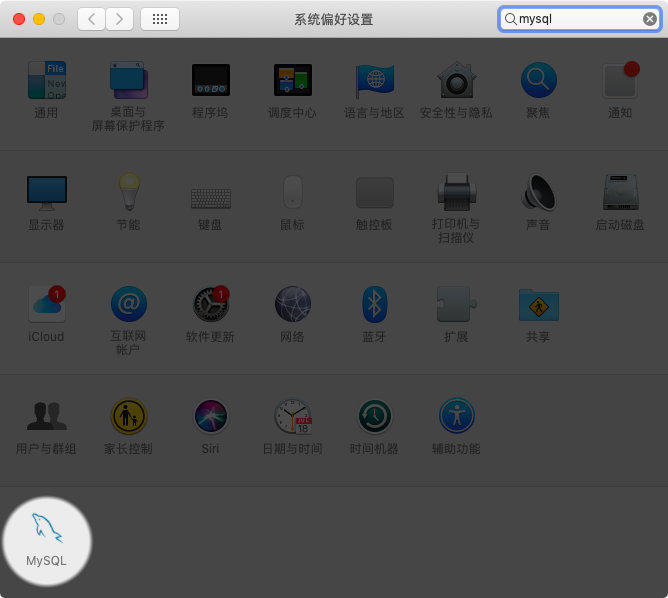 系统偏好设置
mysql
File
New
Ope
通用
桌面与
屏幕保护程序
程序坞
调度中心
语言与地区
安全性与隐私
聚焦
通知
显示器
节能
键盘
鼠标
触控板
打印机与
扫描仪
声音
启动磁盘
1
iCloud
@
互联网
帐户
1
软件更新
网络
蓝牙
扩展
共享
用户与群组
家长控制
Siri
JUL
18
日期与时间
时间机器
辅助功能
MySQL